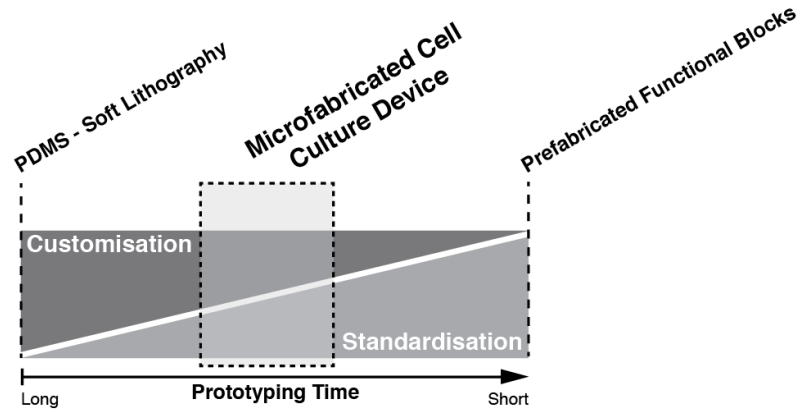 PDMS - Soft Lithography
Microfabricated Cell
Culture Device
Prefabricated Functional Blocks
Customisation
Standardisation
Prototyping Time
Long
Short